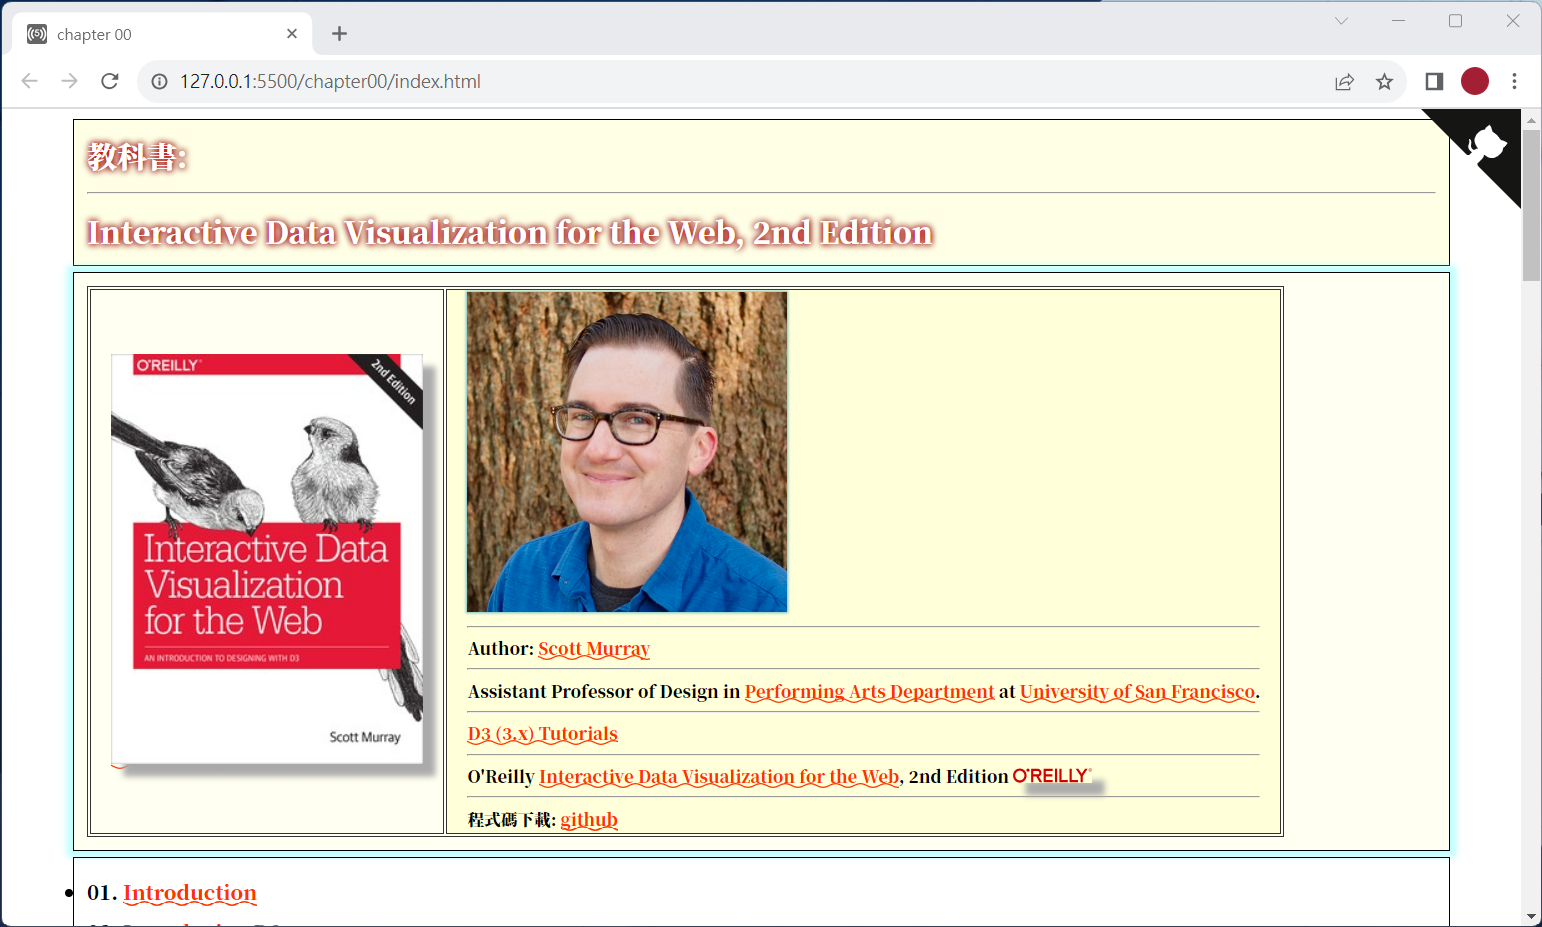 chapter 00
127.0.0.1:5500/chapter00/index.html
教科書:
Interactive Data Visualization for the Web, 2nd Edition
O'REILLY
2nd Edition
Interactive Data
Visualization
for the Web
AN INTRODUCTION TO DESIGNING WITH D3
Scott Murray
Author: Scott Murray
Assistant Professor of Design in Performing Arts Department at University of San Francisco.
D3 (3.x) Tutorials
O'Reilly Interactive Data Visualization for the Web, 2nd Edition O'REILLY
程式碼下載: github
01. Introduction